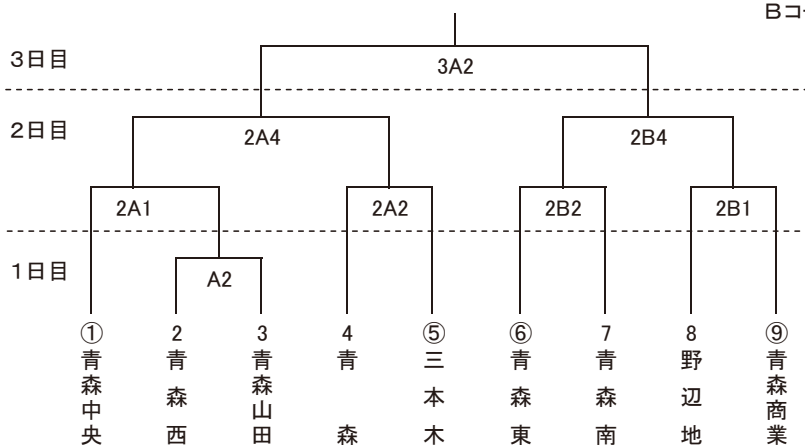 Bコ
3日目
3A2
2日目
2A4 2B4
2A1 2A2 2B2 2B1
1日目
A2
① 2 3 4 ⑤ ⑥ 7 8 ⑨
青森中央
青森西
青森山田
青森
三本木
青森東
青森南
野辺地
青森商業